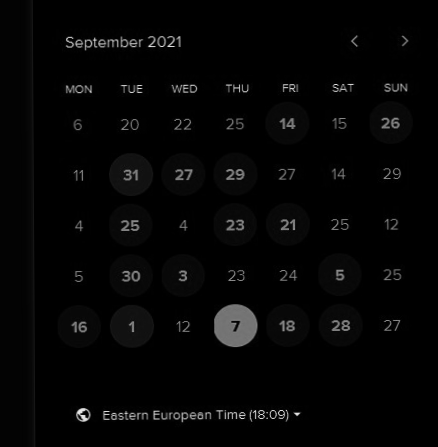 September 2021
MON TUE WED THU FRI SAT SUN
6 20 22 25 14 15 26
11 31 27 29 27 14 29
4 25 4 23 21 25 12
5 30 3 23 24 5 25
16 1 12 7 18 28 27
Eastern European Time (18:09)